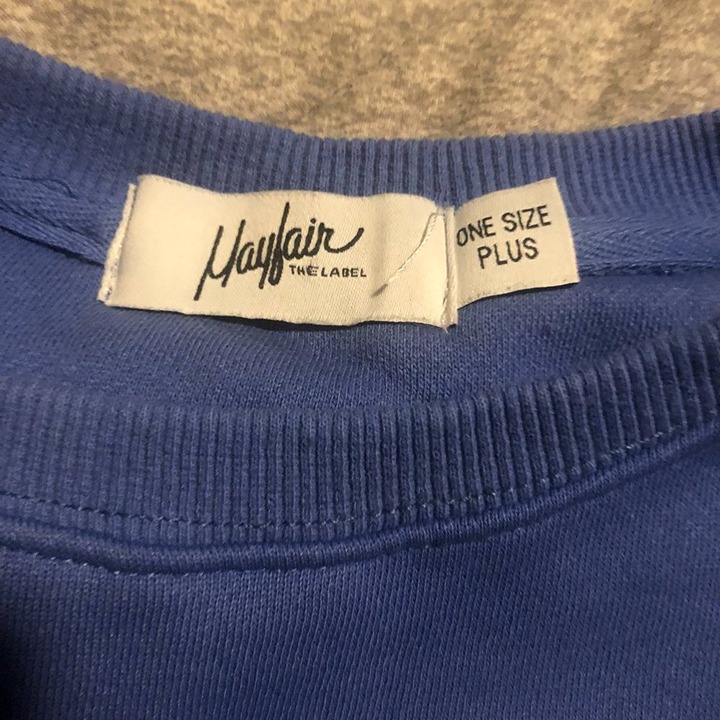 Mayfair
THE LABEL
ONE SIZE
PLUS